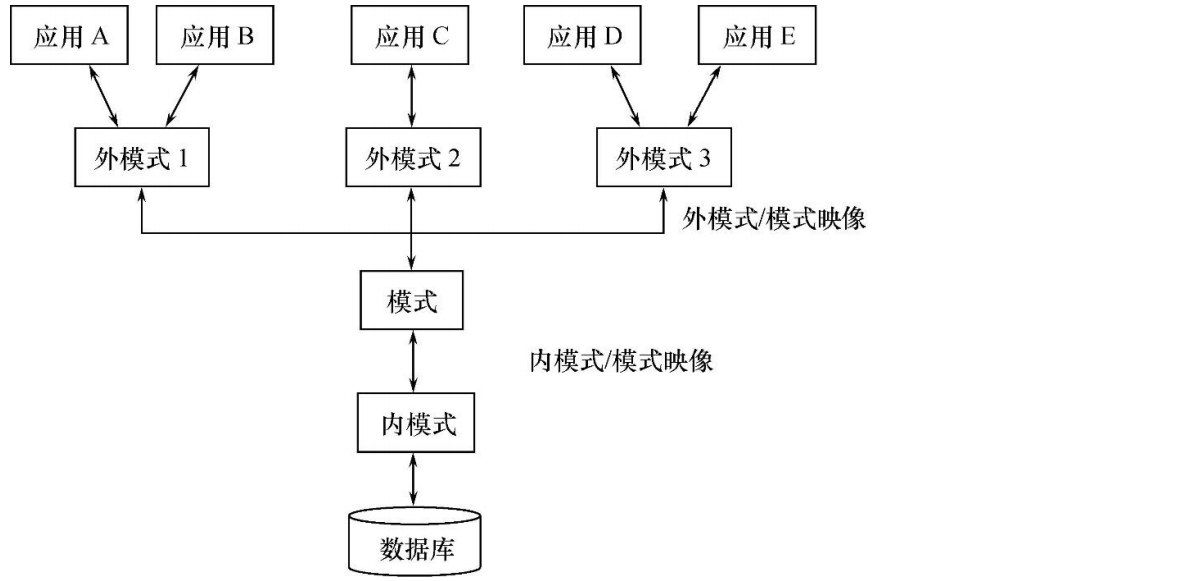 应用 A
应用 B
应用 C
应用 D
应用 E
外模式 1
外模式 2
外模式 3
外模式/模式映像
模式
内模式/模式映像
内模式
数据库